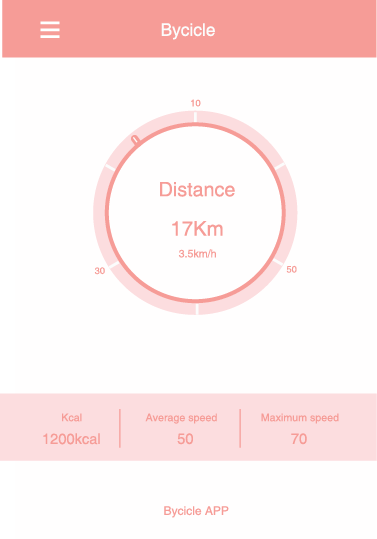 Bycicle
10
0
Distance
17Km
3.5km/h
30
50
Kcal
Average speed
Maximum speed
1200kcal
50
70
Bycicle APP